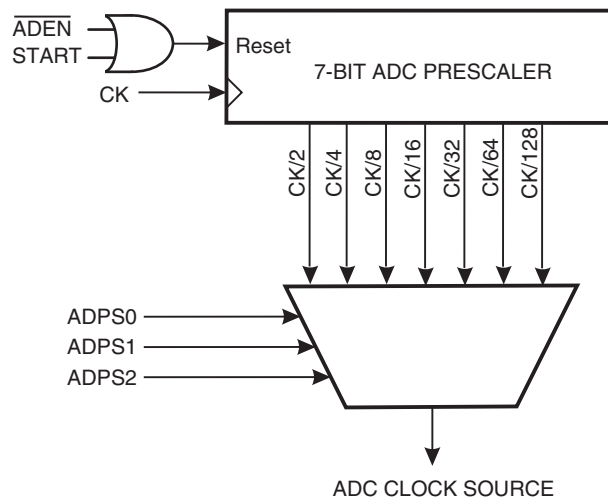 ADEN
START
Reset
7-BIT ADC PRESCALER
CK
CK/2
CK/4
CK/8
CK/16
CK/32
CK/64
CK/128
ADPS0
ADPS1
ADPS2
ADC CLOCK SOURCE